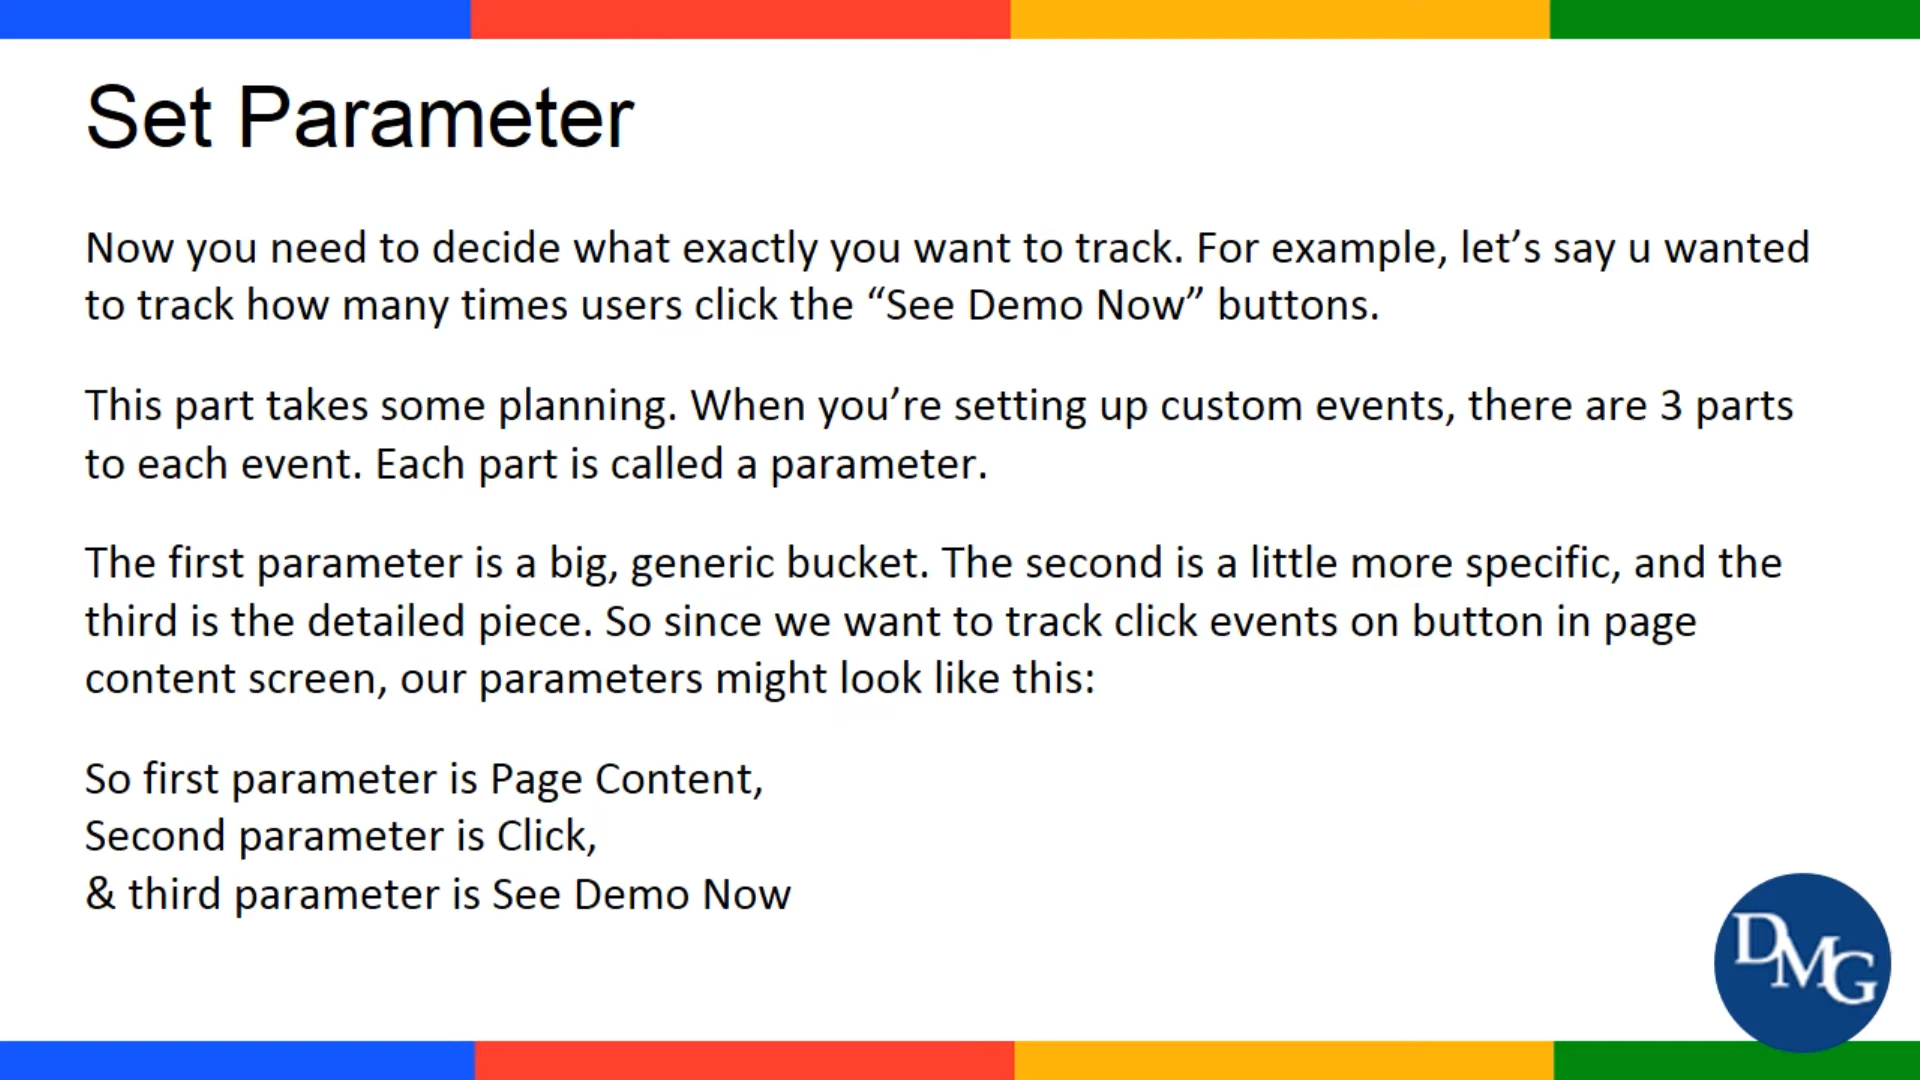 Set Parameter
Now you need to decide what exactly you want to track. For example, let’s say u wanted
to track how many times users click the “See Demo Now” buttons.
This part takes some planning. When you’re setting up custom events, there are 3 parts
to each event. Each part is called a parameter.
The first parameter is a big, generic bucket. The second is a little more specific, and the
third is the detailed piece. So since we want to track click events on button in page
content screen, our parameters might look like this:
So first parameter is Page Content,
Second parameter is Click,
& third parameter is See Demo Now
DMG